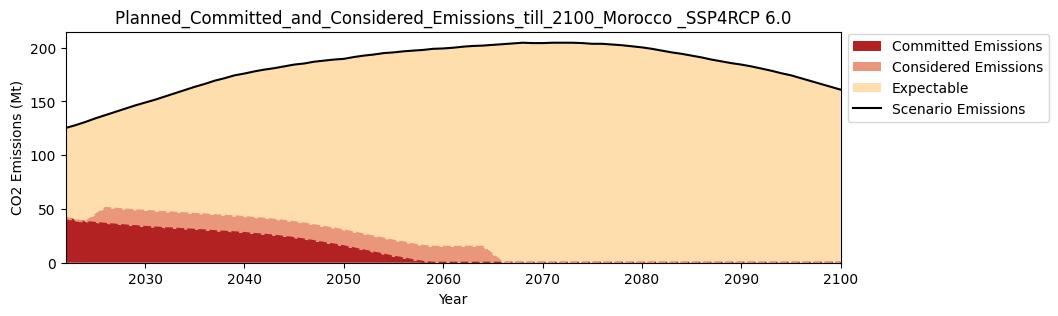 Planned_Committed_and_Considered_Emissions_till_2100_Morocco _SSP4RCP 6.0
CO2 Emissions (Mt)
200
150
100
50
0
2030 2040 2050 2060 2070 2080 2090 2100
Year
Committed Emissions
Considered Emissions
Expectable
Scenario Emissions